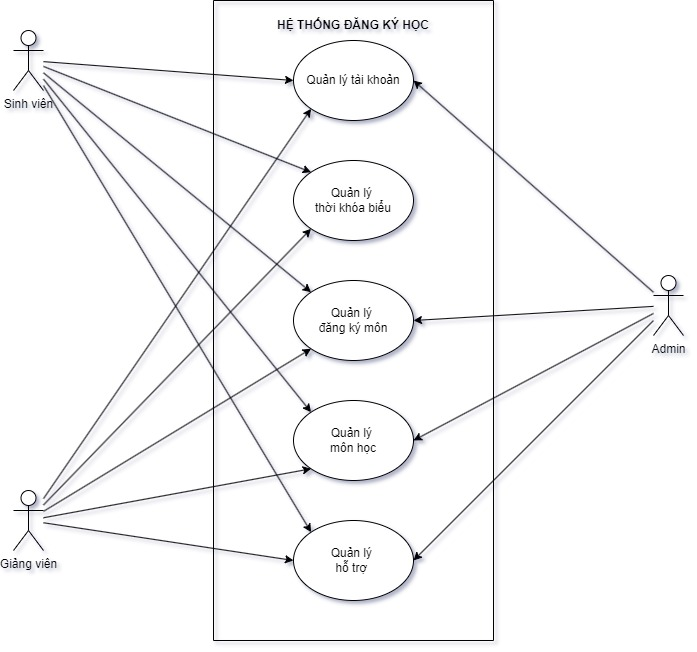 HỆ THỐNG ĐĂNG KÝ HỌC
Sinh viên
Quản lý tài khoản
Quản lý
thời khóa biểu
Quản lý
đăng ký môn
Admin
Quản lý
môn học
Giảng viên
Quản lý
hỗ trợ